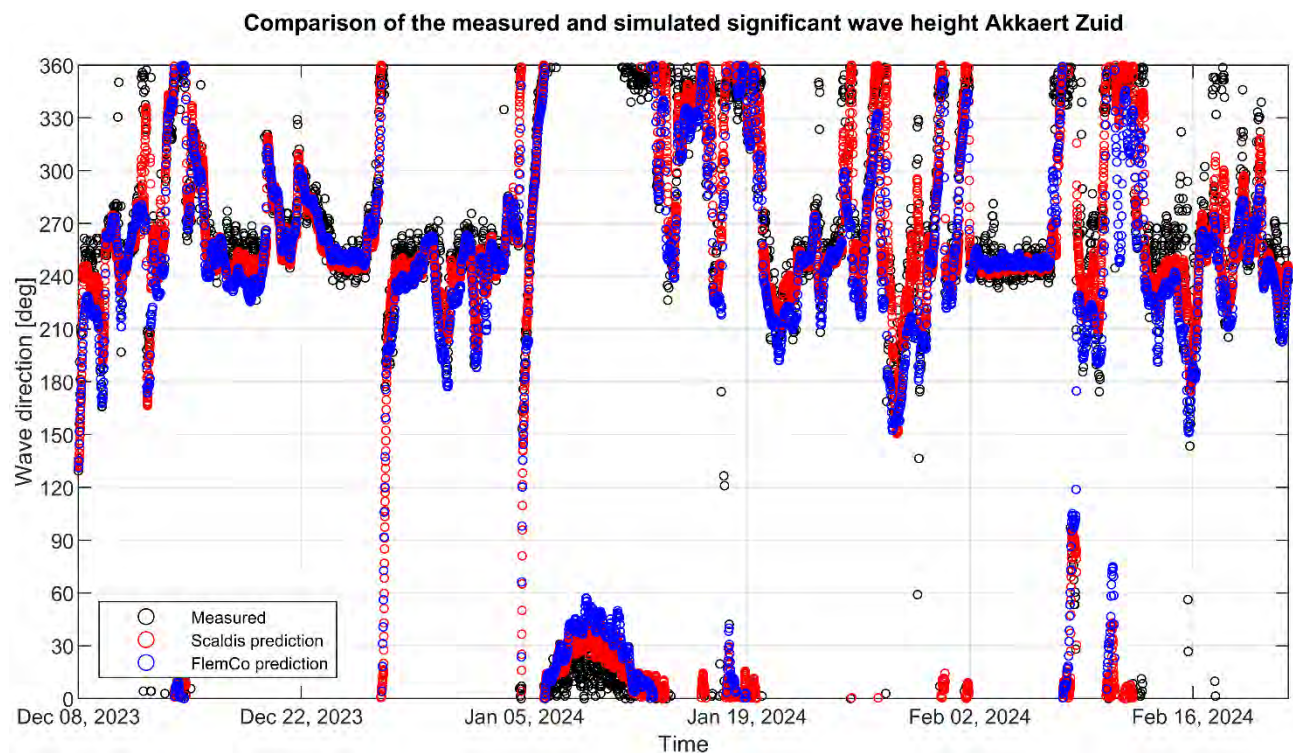 Comparison of the measured and simulated significant wave height Akkaert Zuid
Wave direction [deg]
360
330
300
270
240
210
180
150
120
90
60
30
0
Measured
Scaldis prediction
FlemCo prediction
Dec 08, 2023
Dec 22, 2023
Jan 05, 2024
Jan 19, 2024
Feb 02, 2024
Feb 16, 2024
Time